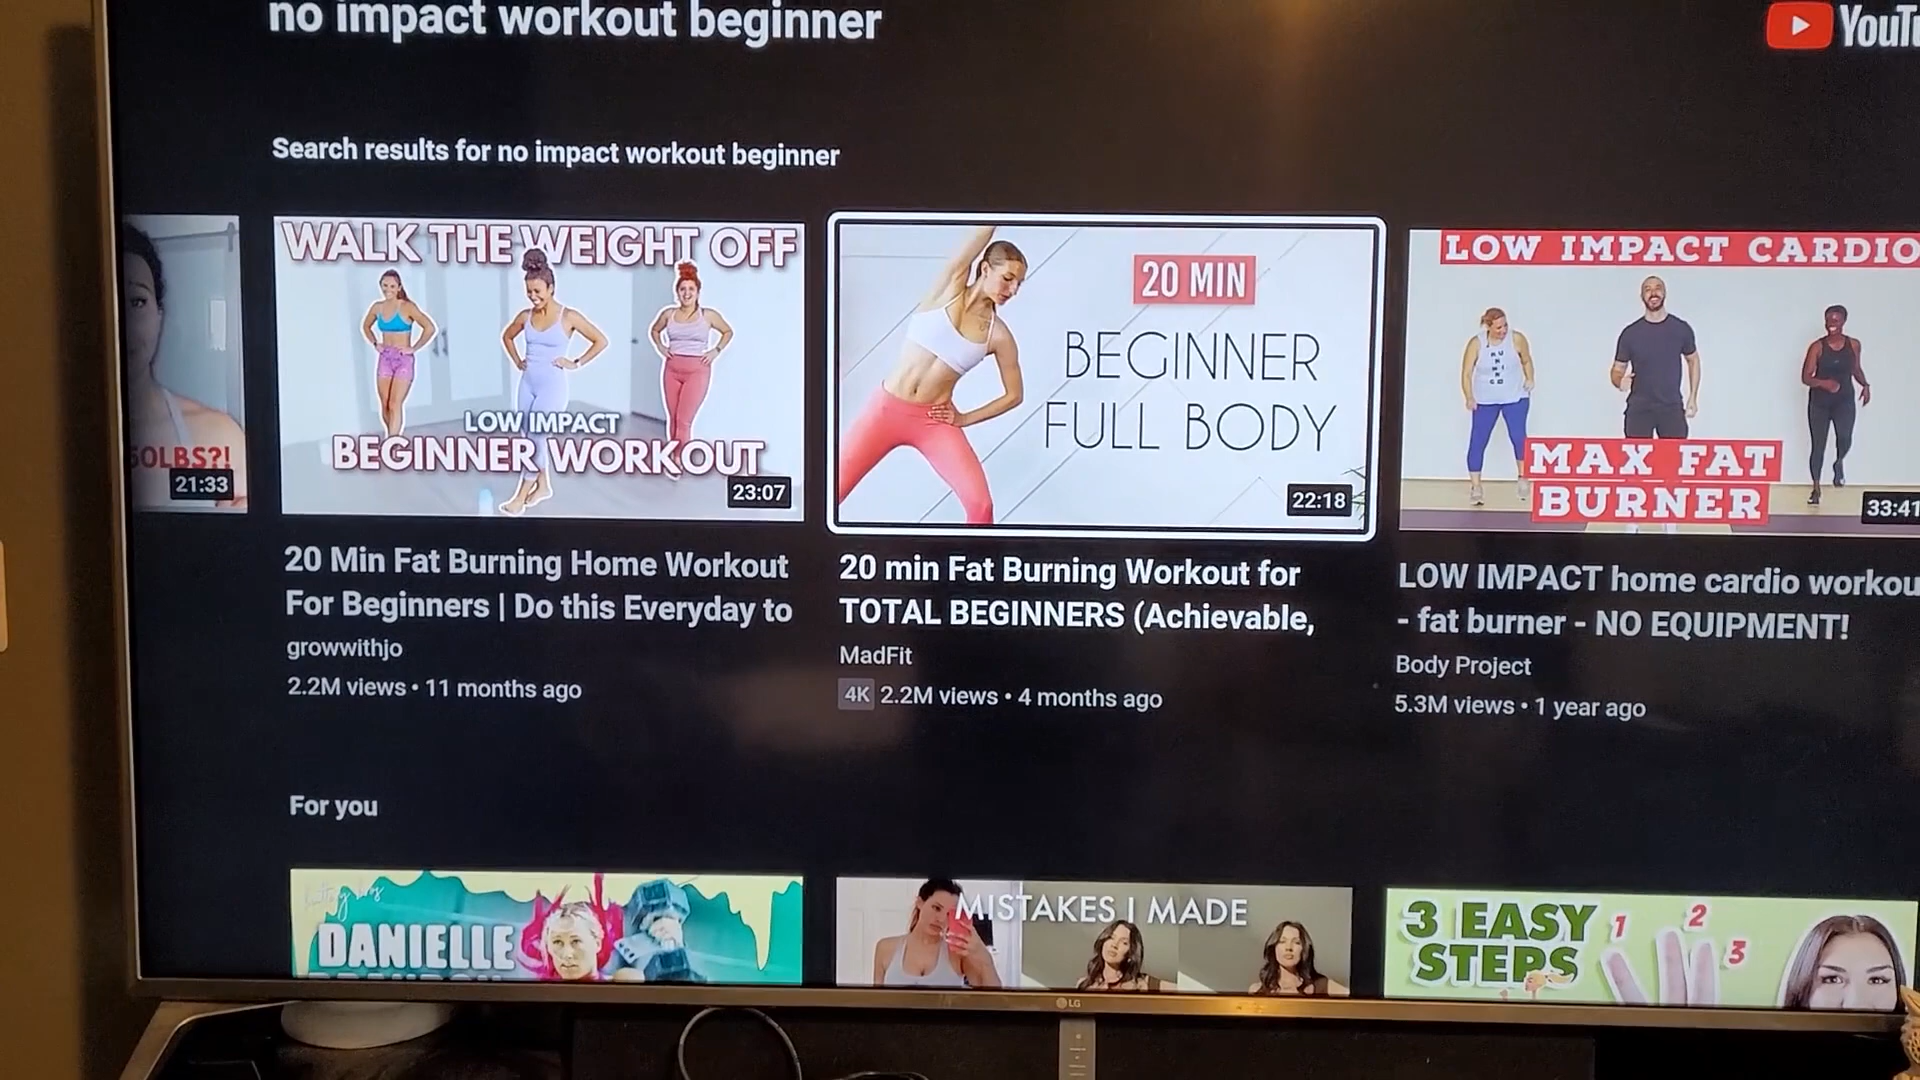 no impact workout beginner
YouT
Search results for no impact workout beginner
50LBS?!
21:33
WALK THE WEIGHT OFF
LOW IMPACT
BEGINNER WORKOUT
23:07
20 MIN
BEGINNER
FULL BODY
22:18
LOW IMPACT CARDIO
MAX FAT
BURNER
33:41
20 Min Fat Burning Home Workout
For Beginners | Do this Everyday to
growwithjo
2.2M views • 11 months ago
20 min Fat Burning Workout for
TOTAL BEGINNERS (Achievable,
MadFit
4K 2.2M views • 4 months ago
LOW IMPACT home cardio workou
- fat burner - NO EQUIPMENT!
Body Project
5.3M views • 1 year ago
For you
DANIELLE
MISTAKES I MADE
3 EASY
STEPS
1 2 3
LG